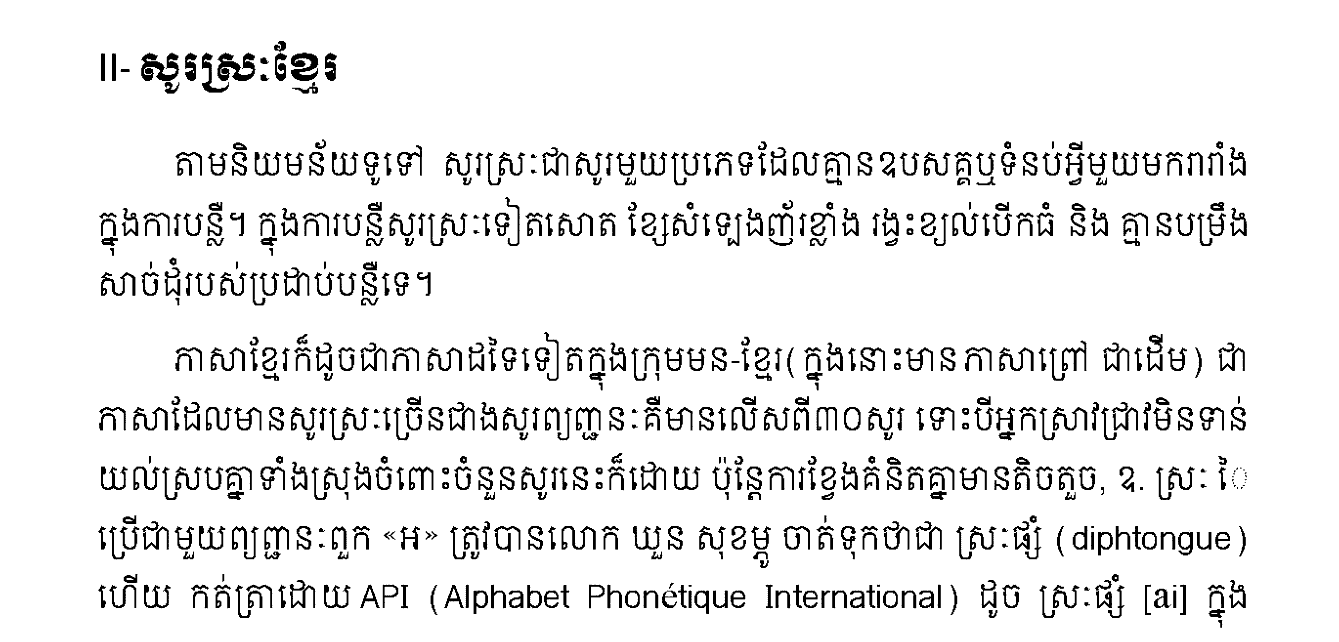 II- សូរស្រៈខ្មែរ
តាមនិយមន័យទូទៅ សូរស្រៈជាសូរមួយប្រភេទដែលគ្មានឧបសគ្គឬទំនប់អ្វីមួយមករារាំង
ក្នុងការបន្លឺ។ ក្នុងការបន្លឺសូរស្រៈទៀតសោត ខ្សែសំឡេងញ័រខ្លាំង រង្វះខ្យល់បើកធំ និង គ្មានបម្រឹង
សាច់ដុំរបស់ប្រដាប់បន្លឺទេ។
ភាសាខ្មែរក៏ដូចជាភាសាដទៃទៀតក្នុងក្រុមមន-ខ្មែរ(ក្នុងនោះមានភាសាព្រៅ ជាដើម) ជា
ភាសាដែលមានសូរស្រៈច្រើនជាងសូរព្យញ្ជនៈគឺមានលើសពី៣០សូរ ទោះបីអ្នកស្រាវជ្រាវមិនទាន់
យល់ស្របគ្នាទាំងស្រុងចំពោះចំនួនសូរនេះក៏ដោយ ប៉ុន្តែការខ្វែងគំនិតគ្នាមានតិចតួច, ឧ. ស្រៈ ៃ
ប្រើជាមួយព្យញ្ជានៈពួក «អ» ត្រូវបានលោក ឃួន សុខម្ភូ ចាត់ទុកថាជា ស្រៈផ្សំ (diphtongue)
ហើយ កត់ត្រាដោយ API (Alphabet Phonétique International) ដូច ស្រៈផ្សំ [ai] ក្នុង